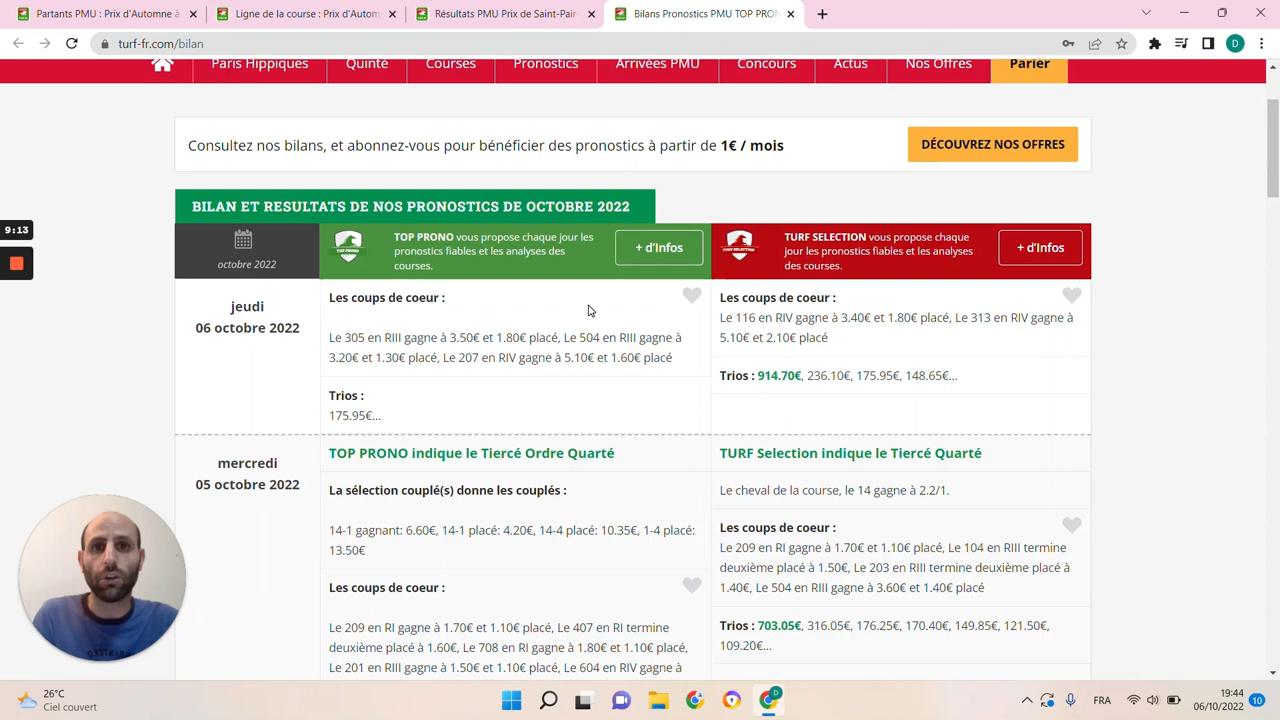 Partants PMU : Prix d'Automne à
Ligne de la course : Prix d'Autom
Résultats PMU Prix de Saint-Pair-
Bilans Pronostics PMU TOP PRON
turf-fr.com/bilan
D
Paris Hippiques
Quinté
Courses
Pronostics
Arrivées PMU
Concours
Actus
Nos Offres
Parier
Consultez nos bilans, et abonnez-vous pour bénéficier des pronostics à partir de 1€ / mois
DÉCOUVREZ NOS OFFRES
BILAN ET RESULTATS DE NOS PRONOSTICS DE OCTOBRE 2022
9:13
octobre 2022
TOP PRONO
TOP PRONO vous propose chaque jour les
pronostics fiables et les analyses des
courses.
+ d'Infos
TURF SELECTION
TURF SELECTION vous propose chaque
jour les pronostics fiables et les analyses
des courses.
+ d'Infos
jeudi
06 octobre 2022
Les coups de coeur :
Le 305 en RIII gagne à 3.50€ et 1.80€ placé, Le 504 en RIII gagne à
3.20€ et 1.30€ placé, Le 207 en RIV gagne à 5.10€ et 1.60€ placé
Trios :
175.95€...
Les coups de coeur :
Le 116 en RIV gagne à 3.40€ et 1.80€ placé, Le 313 en RIV gagne à
5.10€ et 2.10€ placé
Trios : 914.70€, 236.10€, 175.95€, 148.65€...
mercredi
05 octobre 2022
TOP PRONO indique le Tiercé Ordre Quarté
La sélection couplé(s) donne les couplés :
14-1 gagnant: 6.60€, 14-1 placé: 4.20€, 14-4 placé: 10.35€, 1-4 placé:
13.50€
Les coups de coeur :
Le 209 en RI gagne à 1.70€ et 1.10€ placé, Le 407 en RI termine
deuxième placé à 1.60€, Le 708 en RI gagne à 1.80€ et 1.10€ placé,
Le 201 en RIII gagne à 1.50€ et 1.10€ placé, Le 604 en RIV gagne à
TURF Selection indique le Tiercé Quarté
Le cheval de la course, le 14 gagne à 2.2/1.
Les coups de coeur :
Le 209 en RI gagne à 1.70€ et 1.10€ placé, Le 104 en RIII termine
deuxième placé à 1.50€, Le 203 en RIII termine deuxième placé à
1.40€, Le 504 en RIII gagne à 3.60€ et 1.40€ placé
Trios : 703.05€, 316.05€, 176.25€, 170.40€, 149.85€, 121.50€,
109.20€...
26°C
Ciel couvert
FRA
19:44
06/10/2022
10